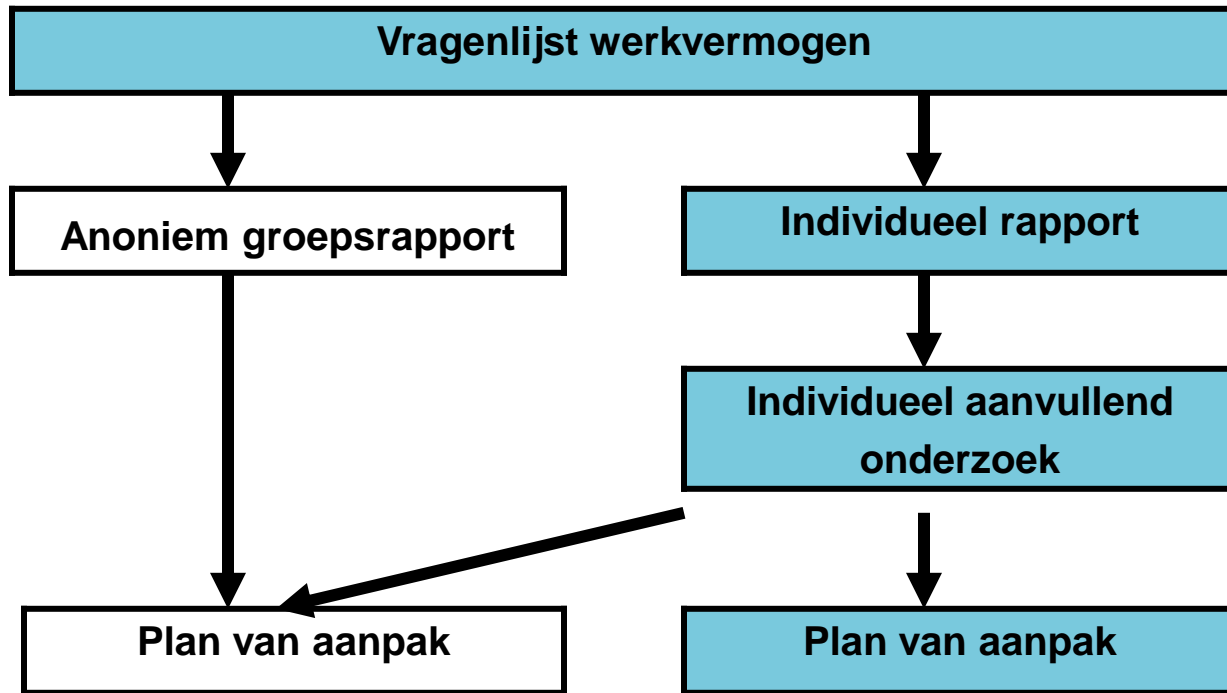 Vragenlijst werkvermogen
Anoniem groepsrapport
Individueel rapport
Individueel aanvullend
onderzoek
Plan van aanpak
Plan van aanpak